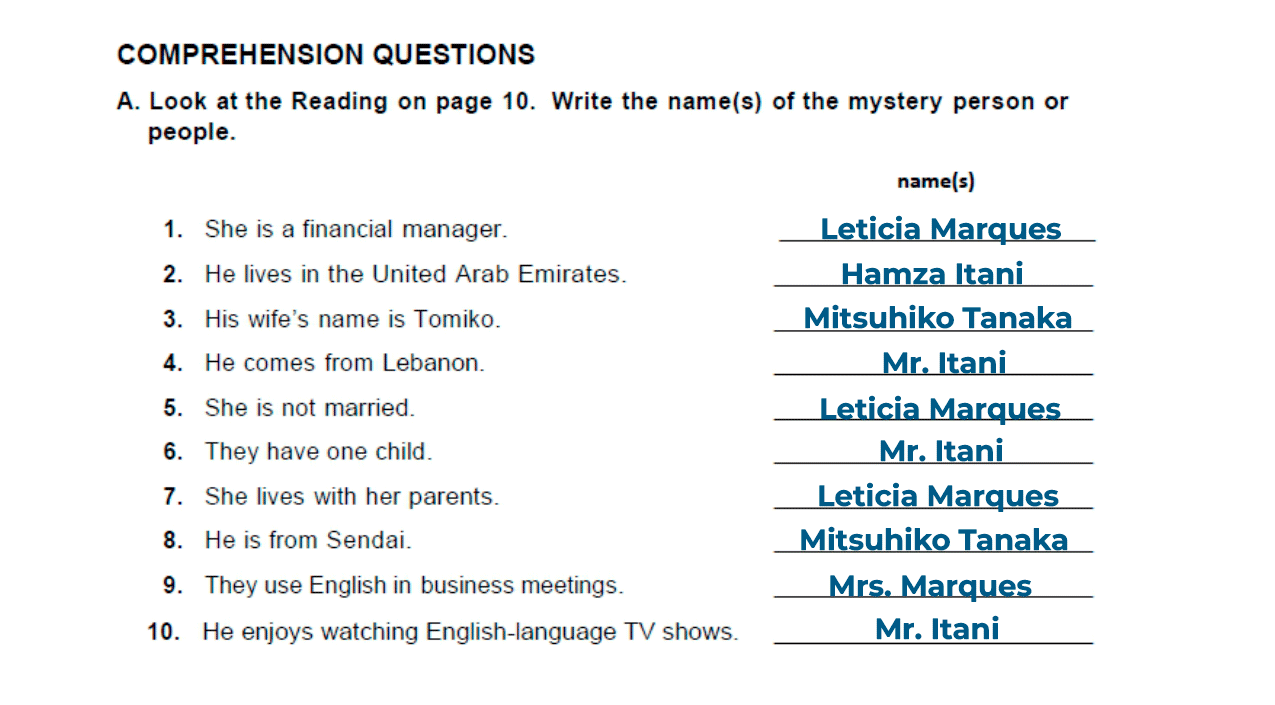 COMPREHENSION QUESTIONS
A. Look at the Reading on page 10. Write the name(s) of the mystery person or
people.
name(s)
1. She is a financial manager. Leticia Marques
2. He lives in the United Arab Emirates. Hamza Itani
3. His wife's name is Tomiko. Mitsuhiko Tanaka
4. He comes from Lebanon. Mr. Itani
5. She is not married. Leticia Marques
6. They have one child. Mr. Itani
7. She lives with her parents. Leticia Marques
8. He is from Sendai. Mitsuhiko Tanaka
9. They use English in business meetings. Mrs. Marques
10. He enjoys watching English-language TV shows. Mr. Itani